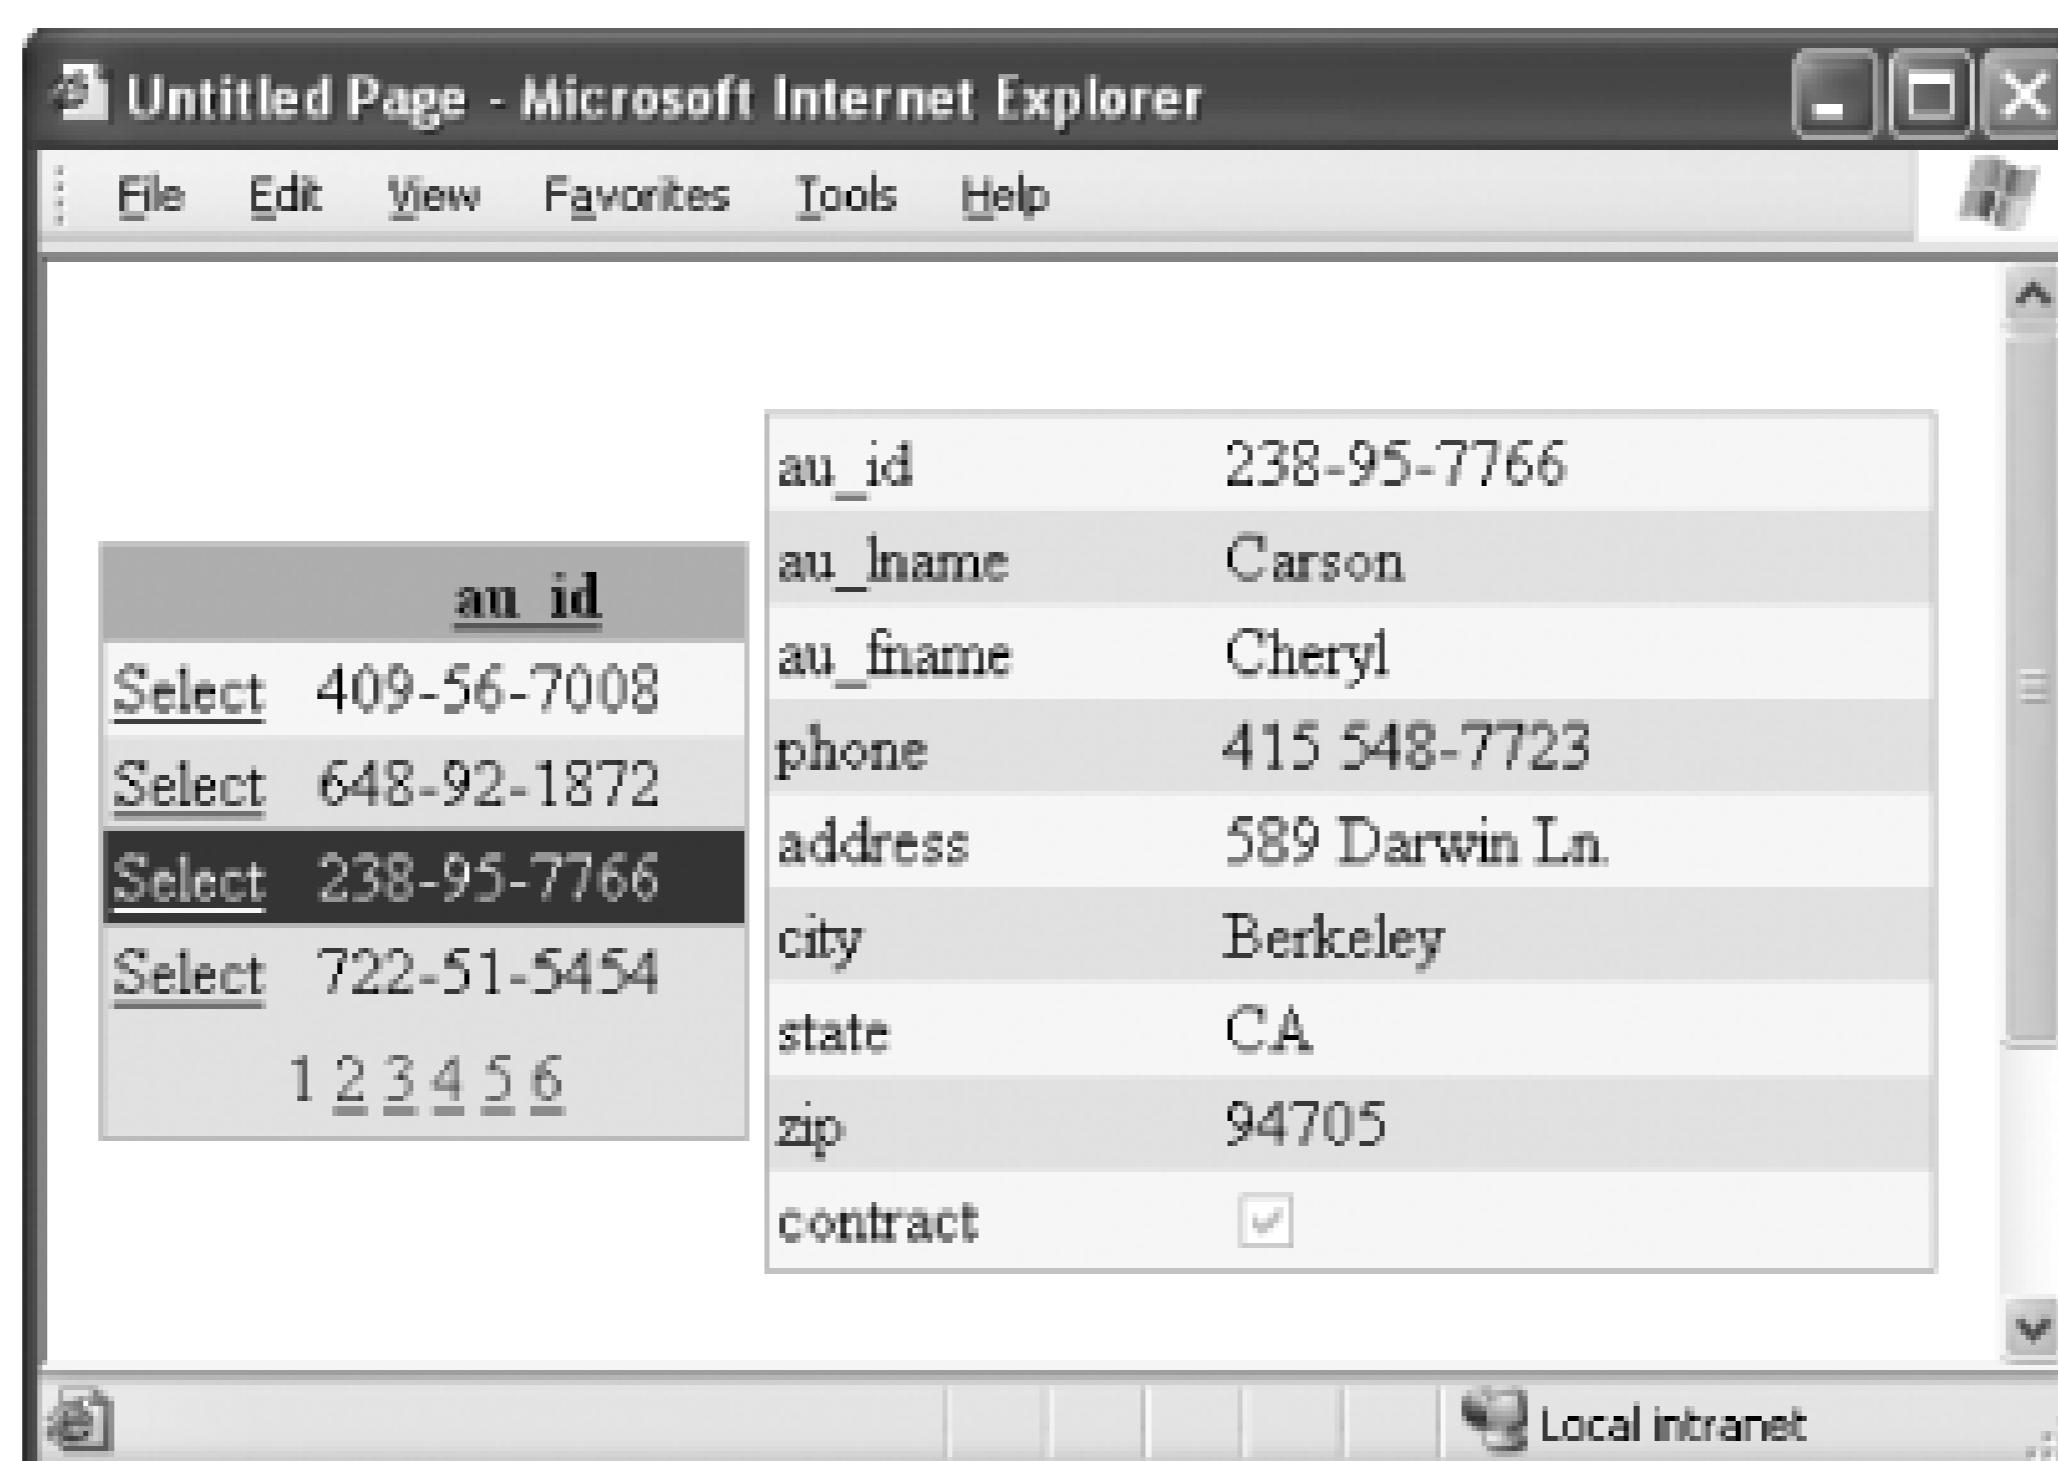 Untitled Page - Microsoft Internet Explorer
File Edit View Favorites Tools Help
au_id
Select 409-56-7008
Select 648-92-1872
Select 238-95-7766
Select 722-51-5454
1 2 3 4 5 6
au_id 238-95-7766
au_lname Carson
au_fname Cheryl
phone 415 548-7723
address 589 Darwin Ln.
city Berkeley
state CA
zip 94705
contract
Local intranet